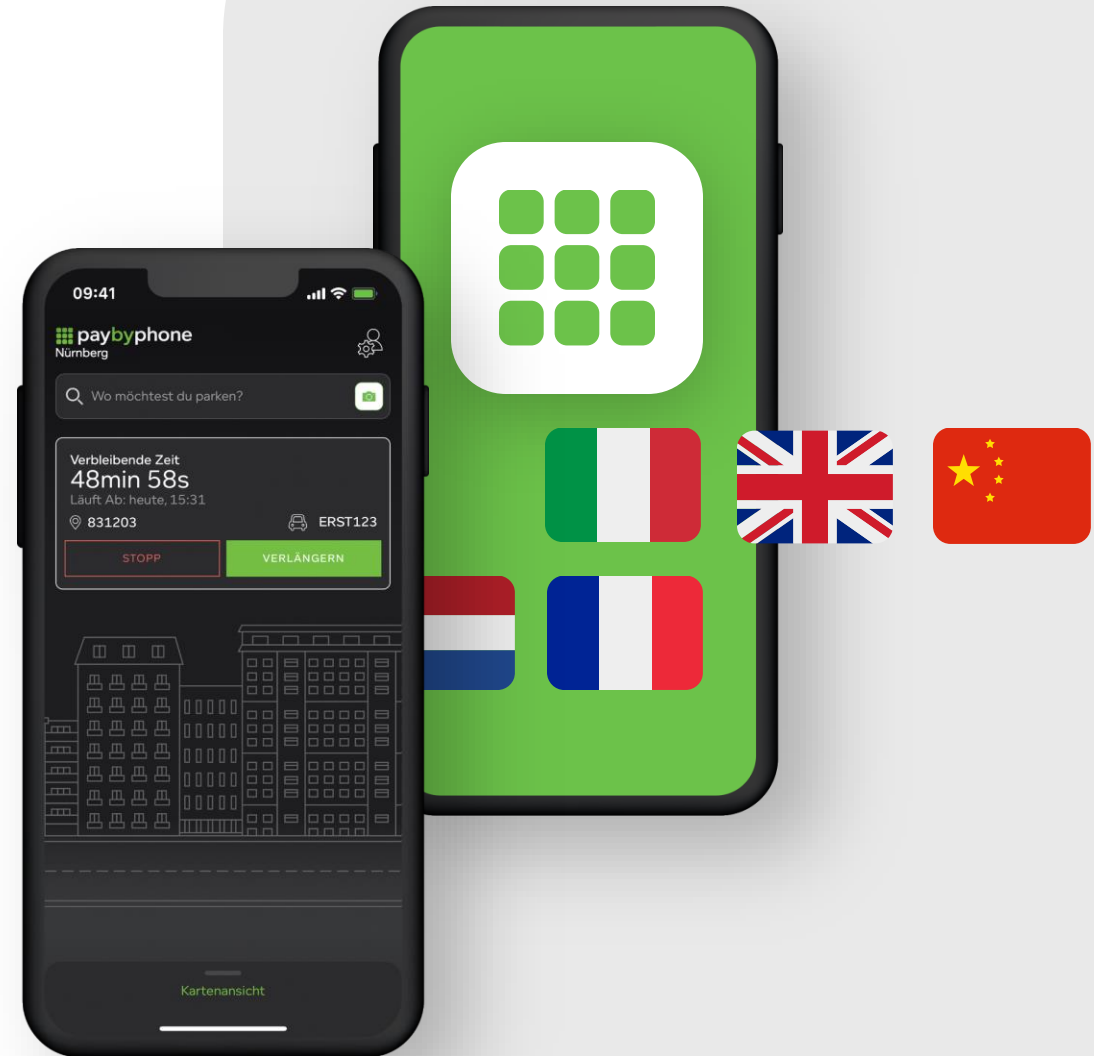 09:41
paybyphone
Nürnberg
Wo möchtest du parken?
Verbleibende Zeit
48min 58s
Läuft Ab: heute, 15:31
831203 ERST123
STOPP VERLÄNGERN
Kartenansicht